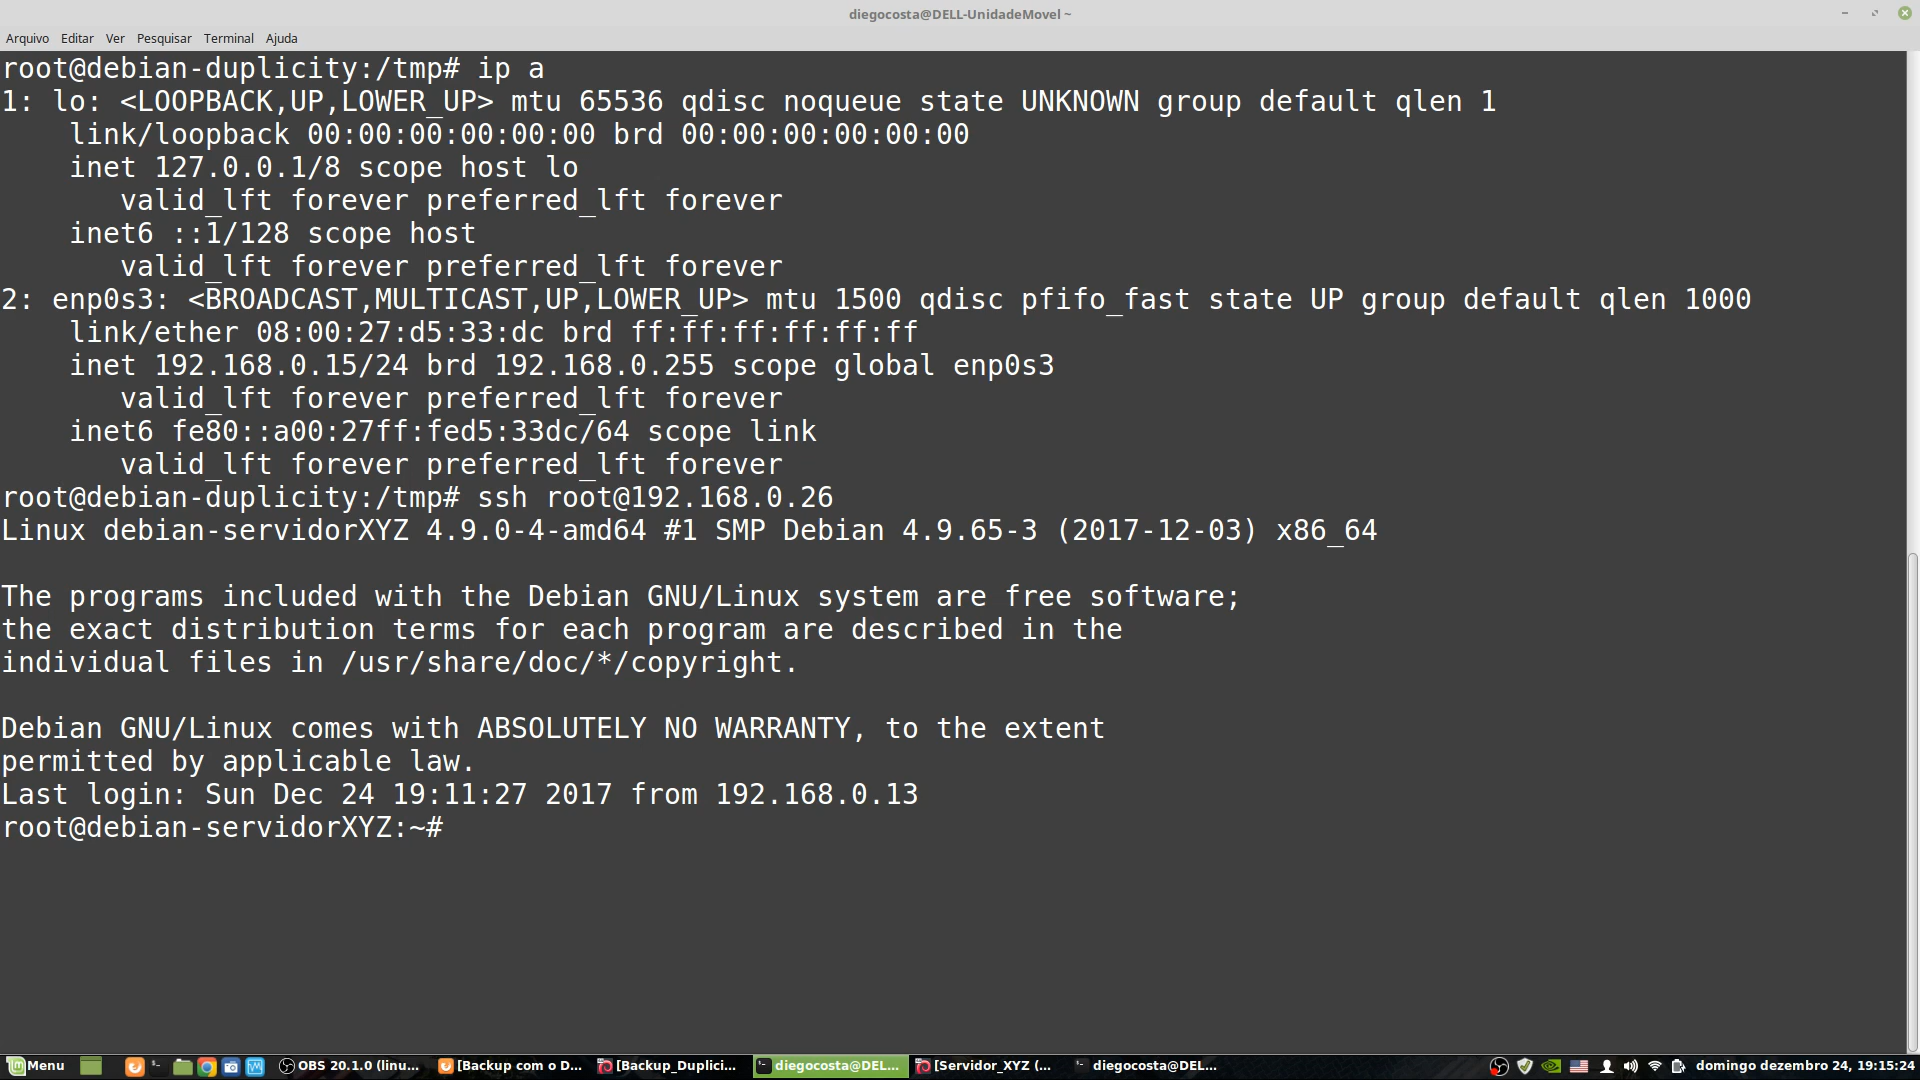 diegocosta@DELL-UnidadeMovel ~
Arquivo Editar Ver Pesquisar Terminal Ajuda
root@debian-duplicity:/tmp# ip a
1: lo: <LOOPBACK,UP,LOWER_UP> mtu 65536 qdisc noqueue state UNKNOWN group default qlen 1
    link/loopback 00:00:00:00:00:00 brd 00:00:00:00:00:00
    inet 127.0.0.1/8 scope host lo
       valid_lft forever preferred_lft forever
    inet6 ::1/128 scope host
       valid_lft forever preferred_lft forever
2: enp0s3: <BROADCAST,MULTICAST,UP,LOWER_UP> mtu 1500 qdisc pfifo_fast state UP group default qlen 1000
    link/ether 08:00:27:d5:33:dc brd ff:ff:ff:ff:ff:ff
    inet 192.168.0.15/24 brd 192.168.0.255 scope global enp0s3
       valid_lft forever preferred_lft forever
    inet6 fe80::a00:27ff:fed5:33dc/64 scope link
       valid_lft forever preferred_lft forever
root@debian-duplicity:/tmp# ssh root@192.168.0.26
Linux debian-servidorXYZ 4.9.0-4-amd64 #1 SMP Debian 4.9.65-3 (2017-12-03) x86_64
The programs included with the Debian GNU/Linux system are free software;
the exact distribution terms for each program are described in the
individual files in /usr/share/doc/*/copyright.
Debian GNU/Linux comes with ABSOLUTELY NO WARRANTY, to the extent
permitted by applicable law.
Last login: Sun Dec 24 19:11:27 2017 from 192.168.0.13
root@debian-servidorXYZ:~#
Menu OBS 20.1.0 (linu... [Backup com o D... [Backup_Duplici... diegocosta@DEL... [Servidor_XYZ (... diegocosta@DEL... domingo dezembro 24, 19:15:24